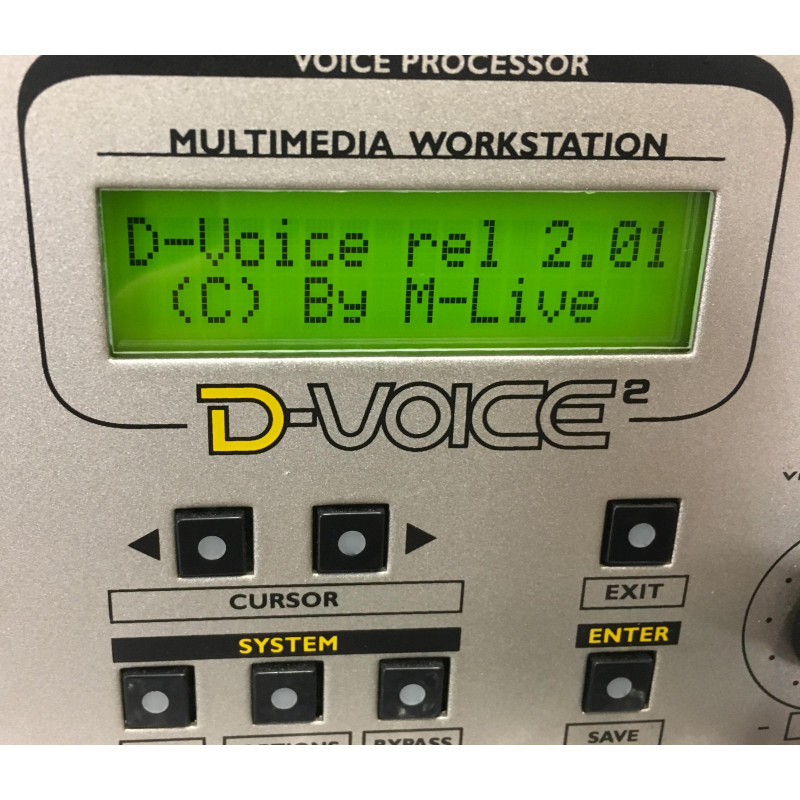 VOICE PROCESSOR
MULTIMEDIA WORKSTATION
D-Voice rel 2.01
(C) By M-Live
D-VOICE²
CURSOR
EXIT
SYSTEM
ENTER
BYPASS
SAVE